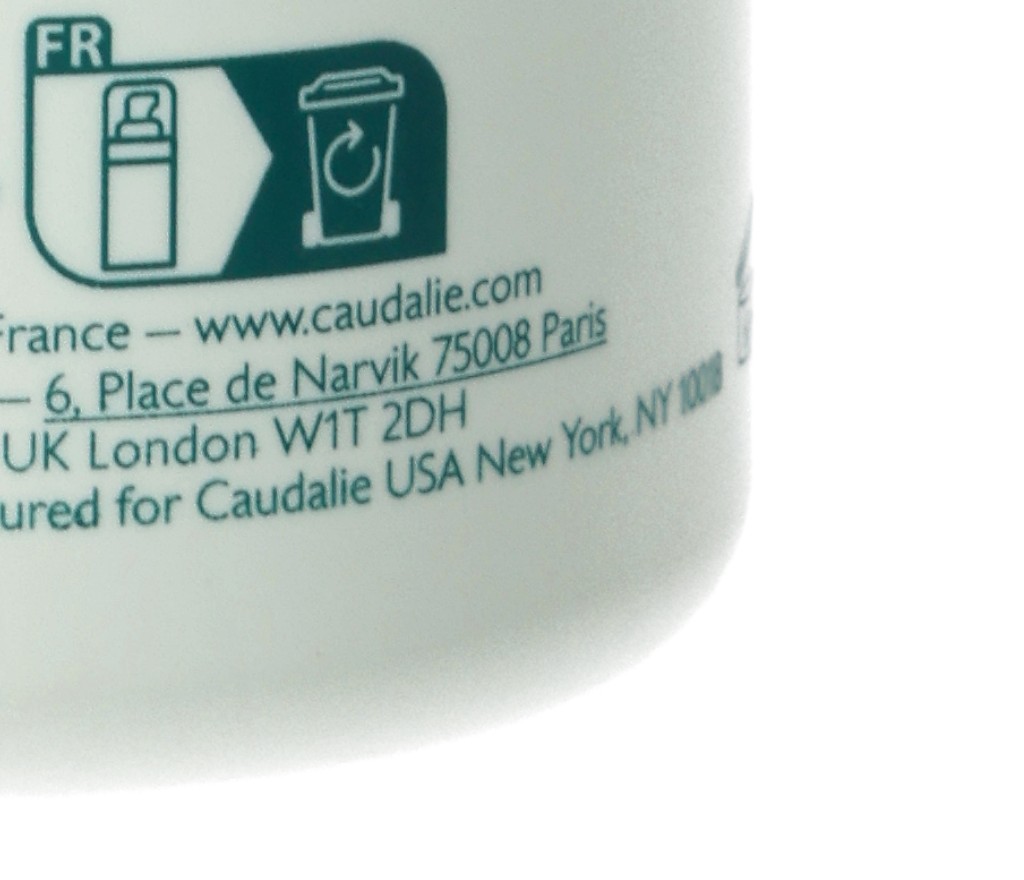 FR
France – www.caudalie.com
– 6, Place de Narvik 75008 Paris
UK London W1T 2DH
ured for Caudalie USA New York, NY 10018